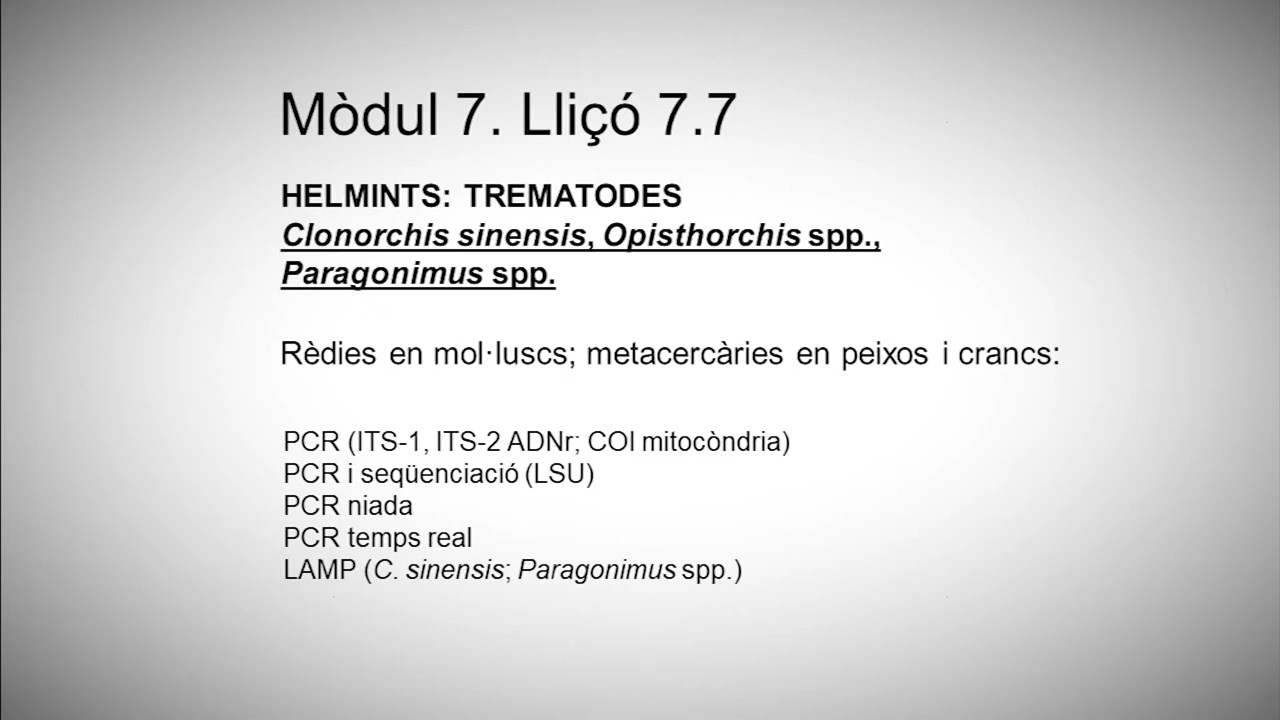 Mòdul 7. Lliçó 7.7
HELMINTS: TREMATODES
Clonorchis sinensis, Opisthorchis spp.,
Paragonimus spp.
Rèdies en mol·luscs; metacercàries en peixos i crancs:
PCR (ITS-1, ITS-2 ADNr; COI mitocòndria)
PCR i seqüenciació (LSU)
PCR niada
PCR temps real
LAMP (C. sinensis; Paragonimus spp.)